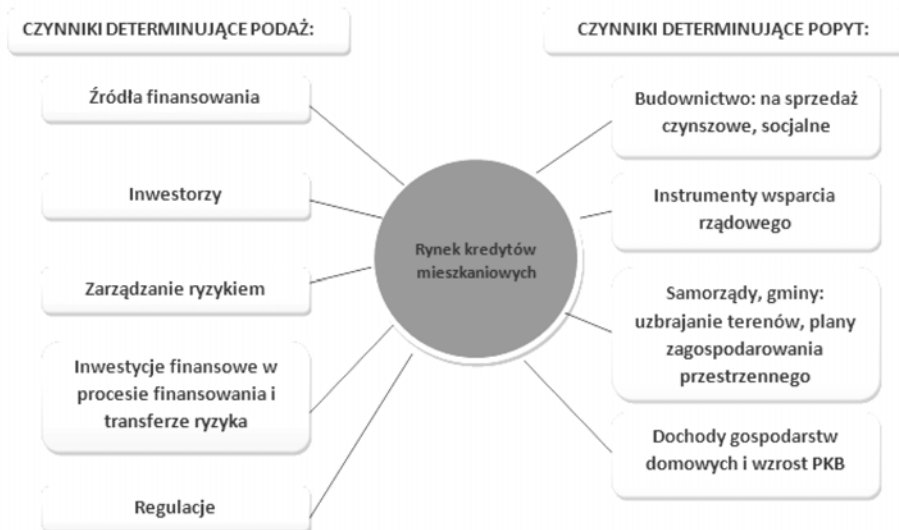 CZYNNIKI DETERMINUJĄCE PODAŻ:
Źródła finansowania
Inwestorzy
Zarządzanie ryzykiem
Inwestycje finansowe w
procesie finansowania i
transferze ryzyka
Regulacje
Rynek kredytów
mieszkaniowych
CZYNNIKI DETERMINUJĄCE POPYT:
Budownictwo: na sprzedaż
czynszowe, socjalne
Instrumenty wsparcia
rządowego
Samorządy, gminy:
uzbrajanie terenów, plany
zagospodarowania
przestrzennego
Dochody gospodarstw
domowych i wzrost PKB